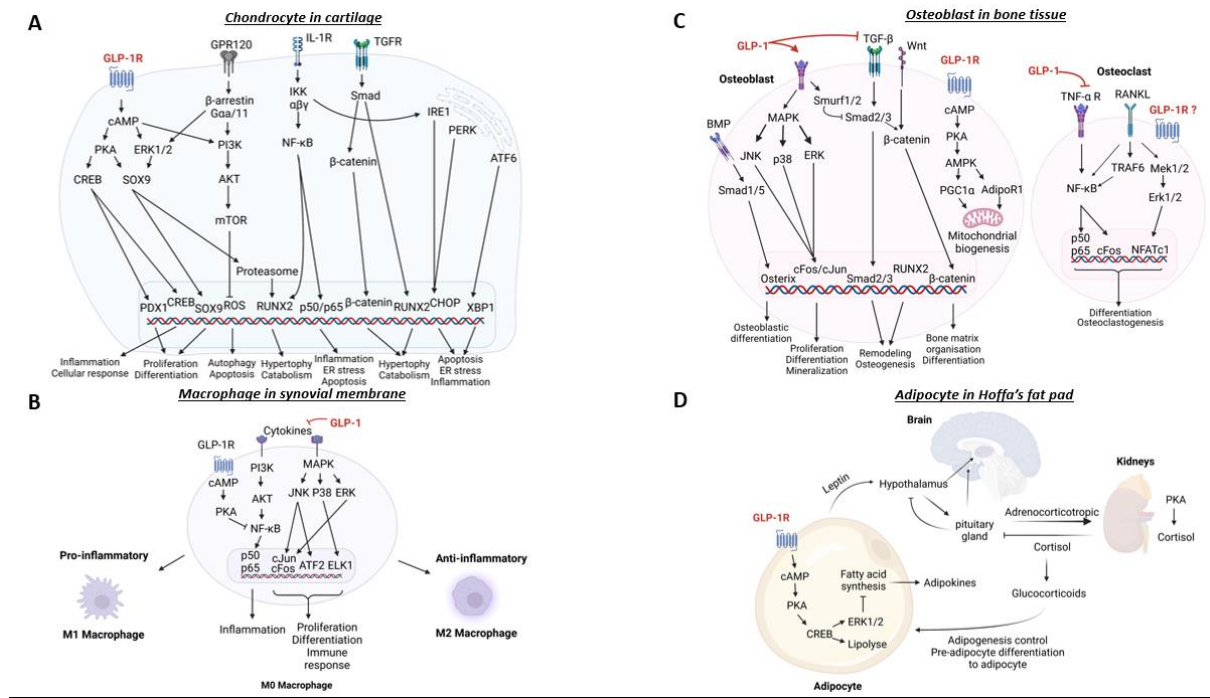 A
Chondrocyte in cartilage
GLP-1R
GPR120
IL-1R
TGFR
β-arrestin
Gαa/11
IKK
αβγ
Smad
IRE1
PERK
ATF6
cAMP
PKA
ERK1/2
PI3K
NF-κB
β-catenin
CREB
SOX9
AKT
mTOR
Proteasome
PDX1
CREB
SOX9
ROS
RUNX2
p50/p65
β-catenin
RUNX2
CHOP
XBP1
Inflammation
Cellular response
Proliferation
Differentiation
Autophagy
Apoptosis
Hypertophy
Catabolism
Inflammation
ER stress
Apoptosis
Hypertophy
Catabolism
Apoptosis
ER stress
Inflammation
B
Macrophage in synovial membrane
GLP-1
Cytokines
GLP-1R
PI3K
MAPK
cAMP
AKT
JNK P38 ERK
PKA
NF-κB
p50
p65
cJun
cFos
ATF2 ELK1
Pro-inflammatory
M1 Macrophage
Anti-inflammatory
M2 Macrophage
Inflammation
Proliferation
Differentiation
Immune
response
M0 Macrophage
C
Osteoblast in bone tissue
GLP-1
TGF-β
Wnt
GLP-1R
Osteoblast
Smurf1/2
MAPK
Smad2/3
BMP
β-catenin
JNK
p38
ERK
Smad1/5
cAMP
PKA
AMPK
PGC1α
AdipoR1
Mitochondrial
biogenesis
Osterix
cFos/cJun
Smad2/3
RUNX2
β-catenin
Osteoblastic
differentiation
Proliferation
Differentiation
Mineralization
Remodeling
Osteogenesis
Bone matrix
organisation
Differentiation
GLP-1
Osteoclast
TNF-α R
RANKL
GLP-1R ?
TRAF6
Mek1/2
NF-κB
Erk1/2
p50
p65
cFos
NFATc1
Differentiation
Osteoclastogenesis
D
Adipocyte in Hoffa's fat pad
Brain
Kidneys
Leptin
Hypothalamus
pituitary
gland
Adrenocorticotropic
PKA
Cortisol
Cortisol
Glucocorticoids
GLP-1R
cAMP
PKA
CREB
Fatty acid
synthesis
Adipokines
ERK1/2
Lipolyse
Adipogenesis control
Pre-adipocyte differentiation
to adipocyte
Adipocyte